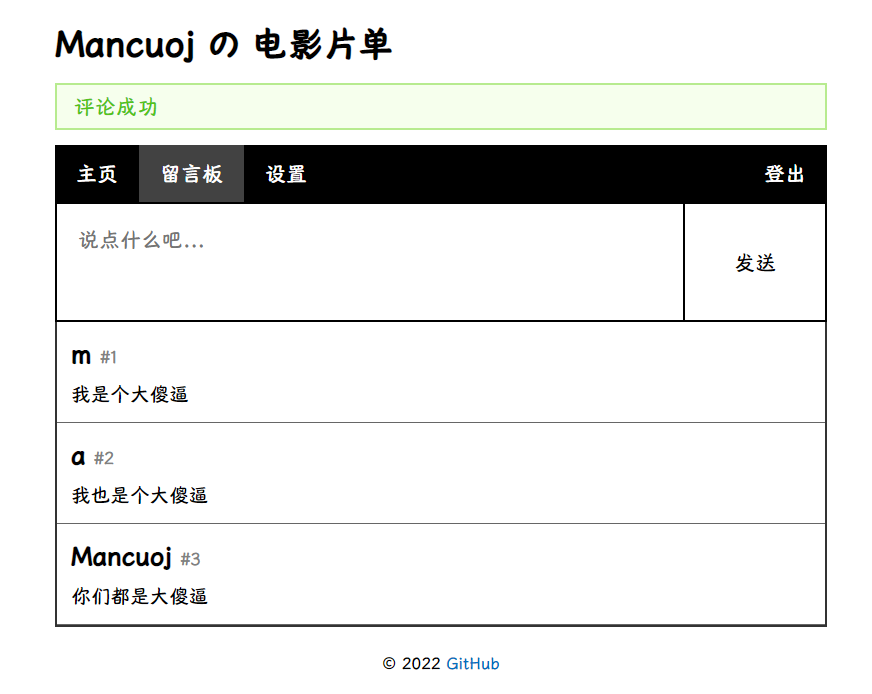 Mancuoj の 电影片单
评论成功
主页 留言板 设置 登出
说点什么吧...
发送
m #1
我是个大傻逼
a #2
我也是个大傻逼
Mancuoj #3
你们都是大傻逼
© 2022 GitHub